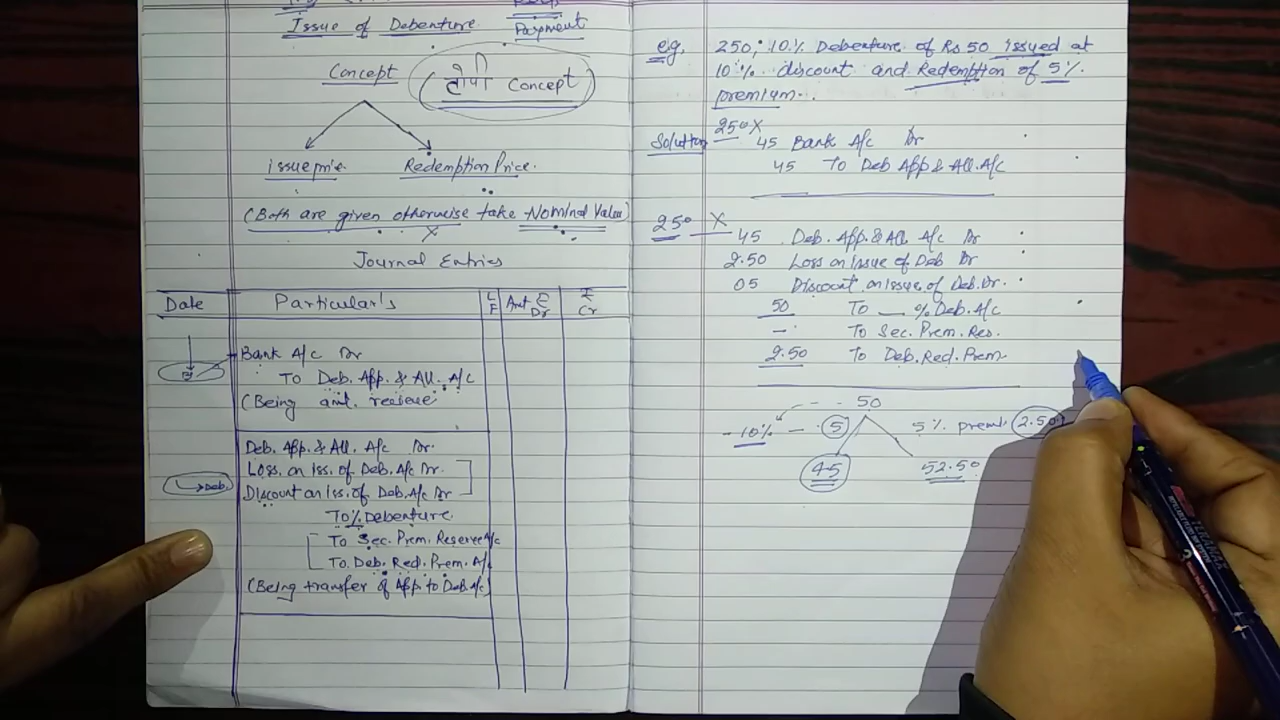 Issue of Debenture
Payment
Concept
(टोपी Concept)
Issue pric. Redemption Price.
(Both are given otherwise take Nominal Value)
Journal Entries
Date Particular's L F Amt ₹ Dr ₹ Cr
Bank A/c Dr
To Deb. App. & All. A/c
(Being amt. receive
Deb. App. & All. A/c Dr.
Loss. on Iss. of Deb. A/c Dr.
Discount on Iss. of Deb. A/c Dr
→Deb.
To % Debenture.
To Sec. Prem. Reserve A/c
To Deb. Red. Prem. A/c
(Being transfer of App. to Deb. A/c)
e.g. 250, 10% Debenture of Rs 50 issued at
10% discount and Redemption of 5%
premium..
Solution 250X
45 Bank A/c Dr
45 To Deb App & All. A/c
250 X
45 Deb. App. & All. A/c Dr
2.50 Loss on issue of Deb Dr
05 Discount on issue of Deb. Dr.
50 To __ % Deb. A/c
— To Sec. Prem. Res.
2.50 To Deb. Red. Prem
50
-10% - 5 5% prem 2.50
45 52.50